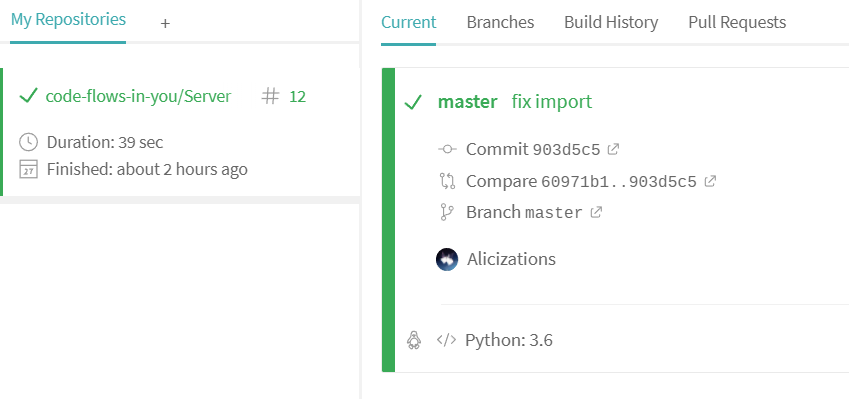 My Repositories +
code-flows-in-you/Server # 12
Duration: 39 sec
27 Finished: about 2 hours ago
Current Branches Build History Pull Requests
master fix import
Commit 903d5c5
Compare 60971b1..903d5c5
Branch master
Alicizations
</> Python: 3.6